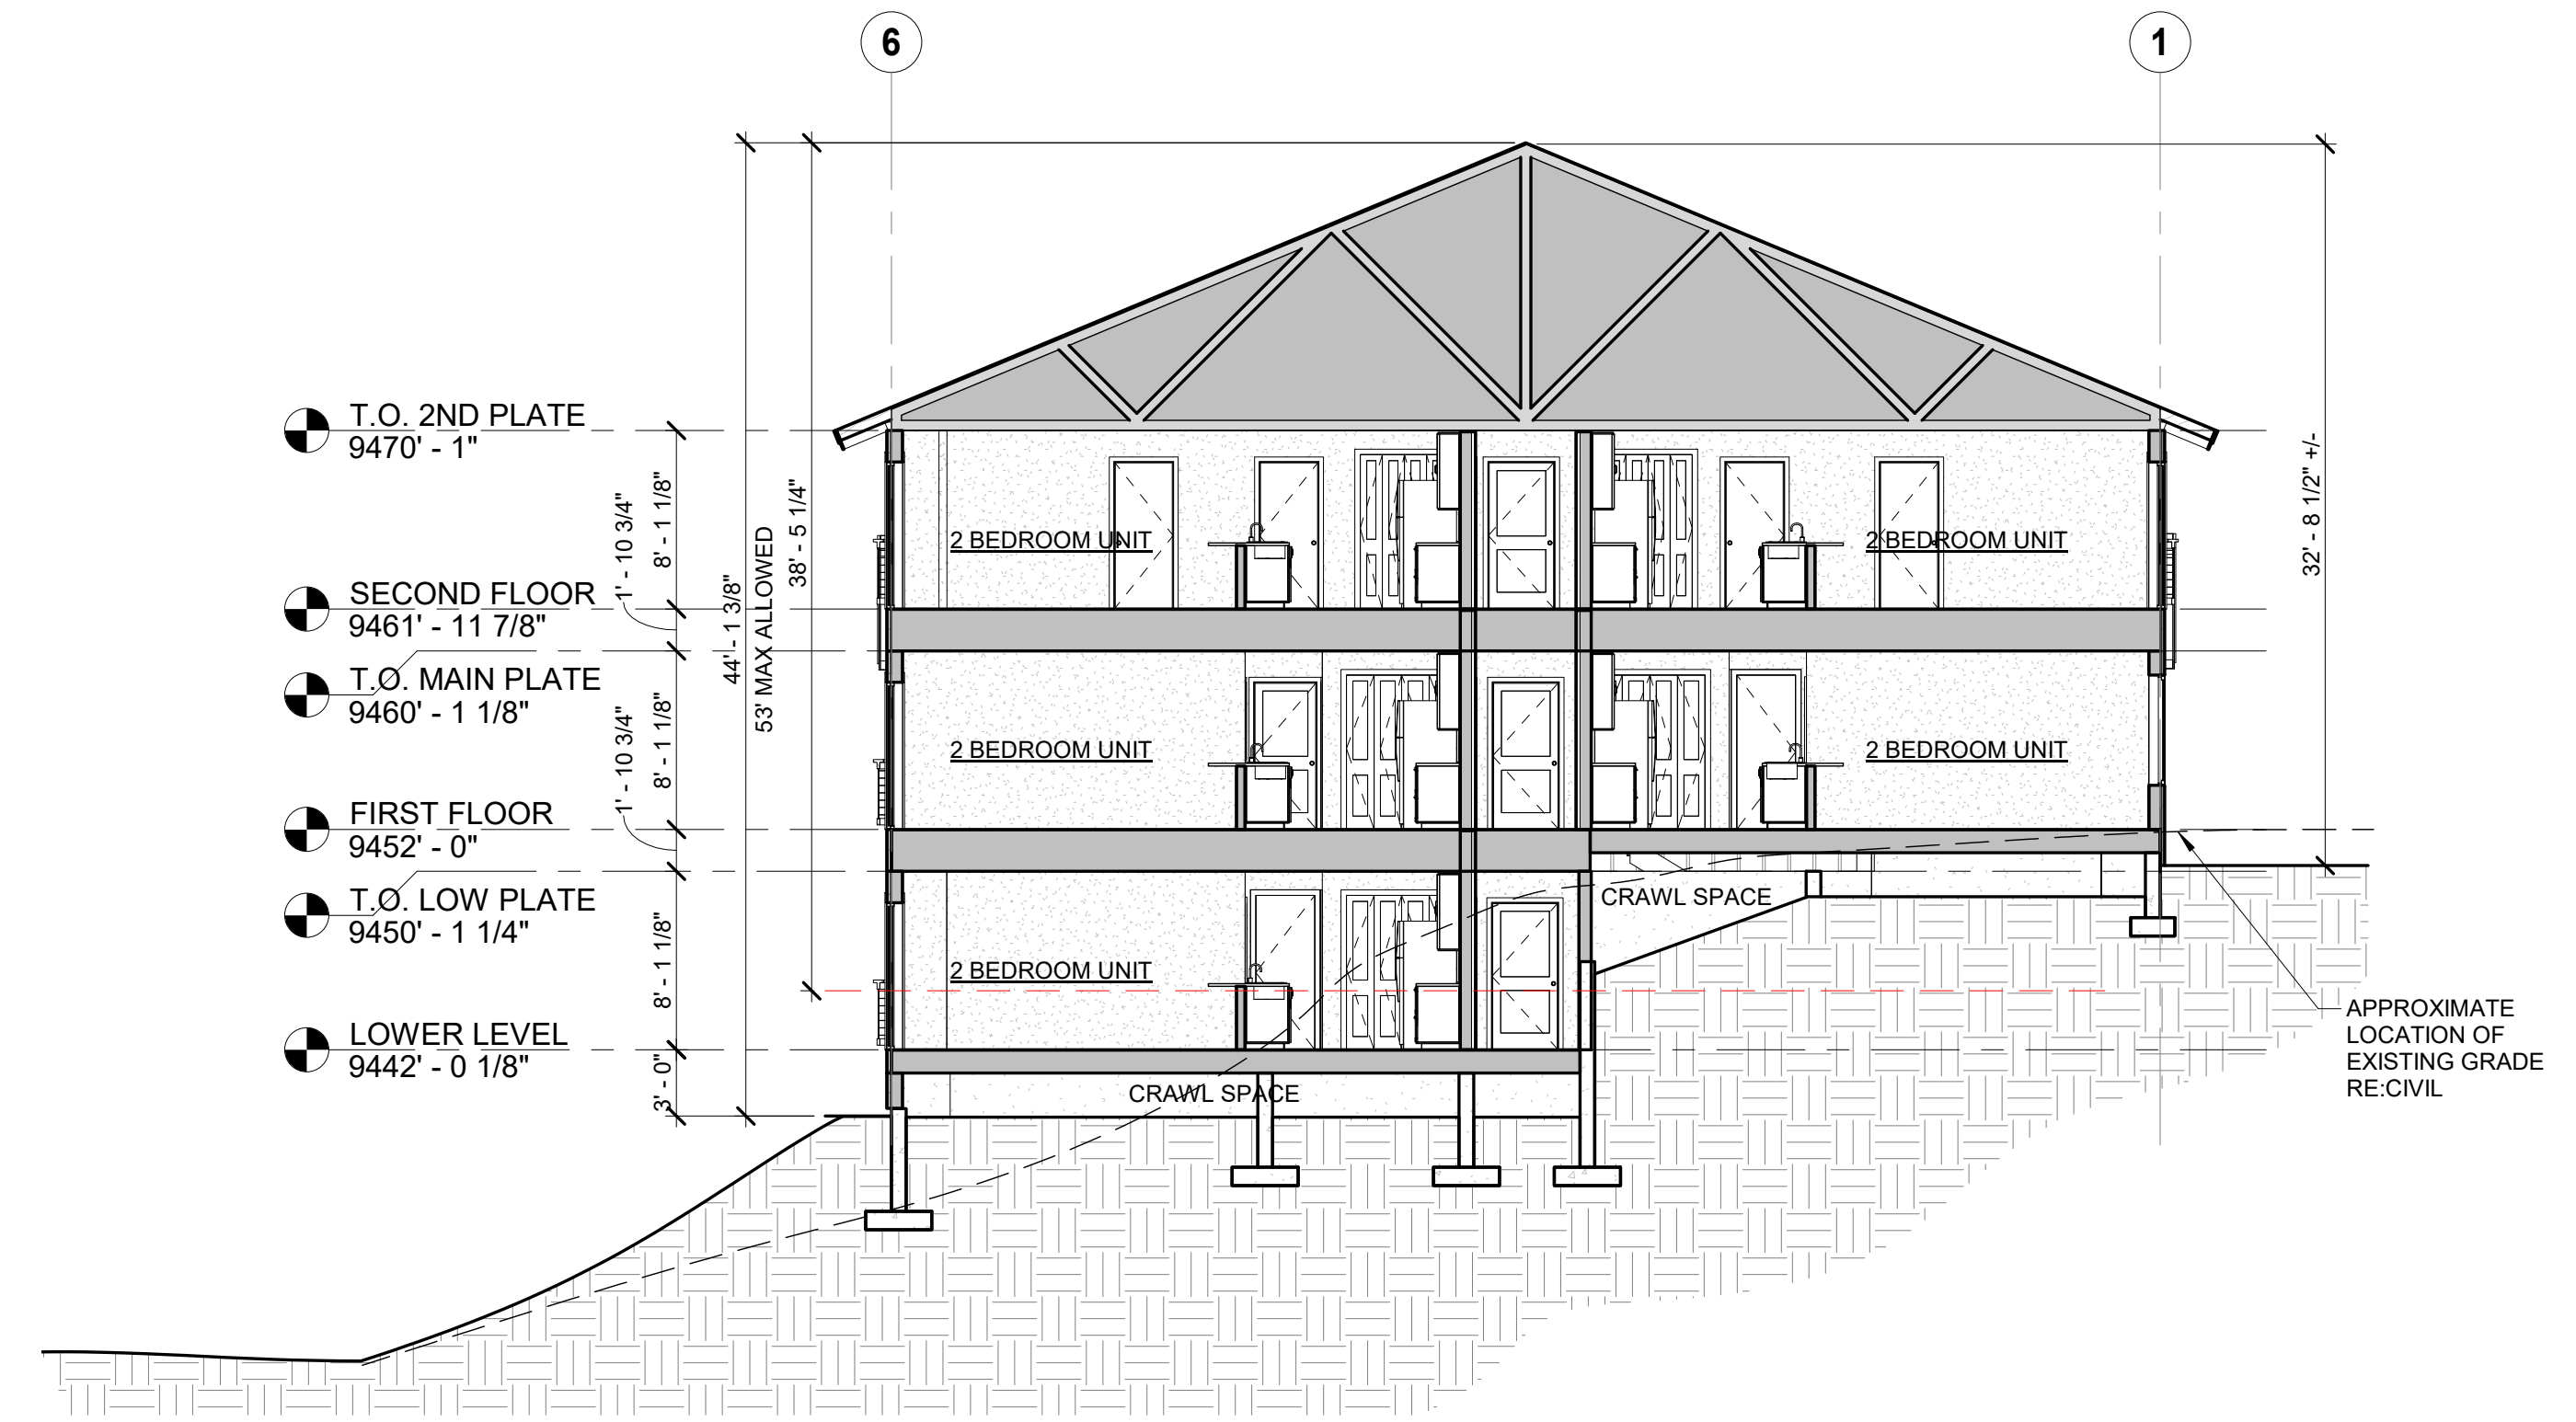 6
1
T.O. 2ND PLATE
9470' - 1"
SECOND FLOOR
9461' - 11 7/8"
T.O. MAIN PLATE
9460' - 1 1/8"
FIRST FLOOR
9452' - 0"
T.O. LOW PLATE
9450' - 1 1/4"
LOWER LEVEL
9442' - 0 1/8"
1' - 10 3/4"
1' - 10 3/4"
8' - 1 1/8"
8' - 1 1/8"
8' - 1 1/8"
3' - 0"
44' - 1 3/8"
53' MAX ALLOWED
38' - 5 1/4"
2 BEDROOM UNIT
2 BEDROOM UNIT
2 BEDROOM UNIT
2 BEDROOM UNIT
2 BEDROOM UNIT
CRAWL SPACE
CRAWL SPACE
32' - 8 1/2" +/-
APPROXIMATE
LOCATION OF
EXISTING GRADE
RE:CIVIL